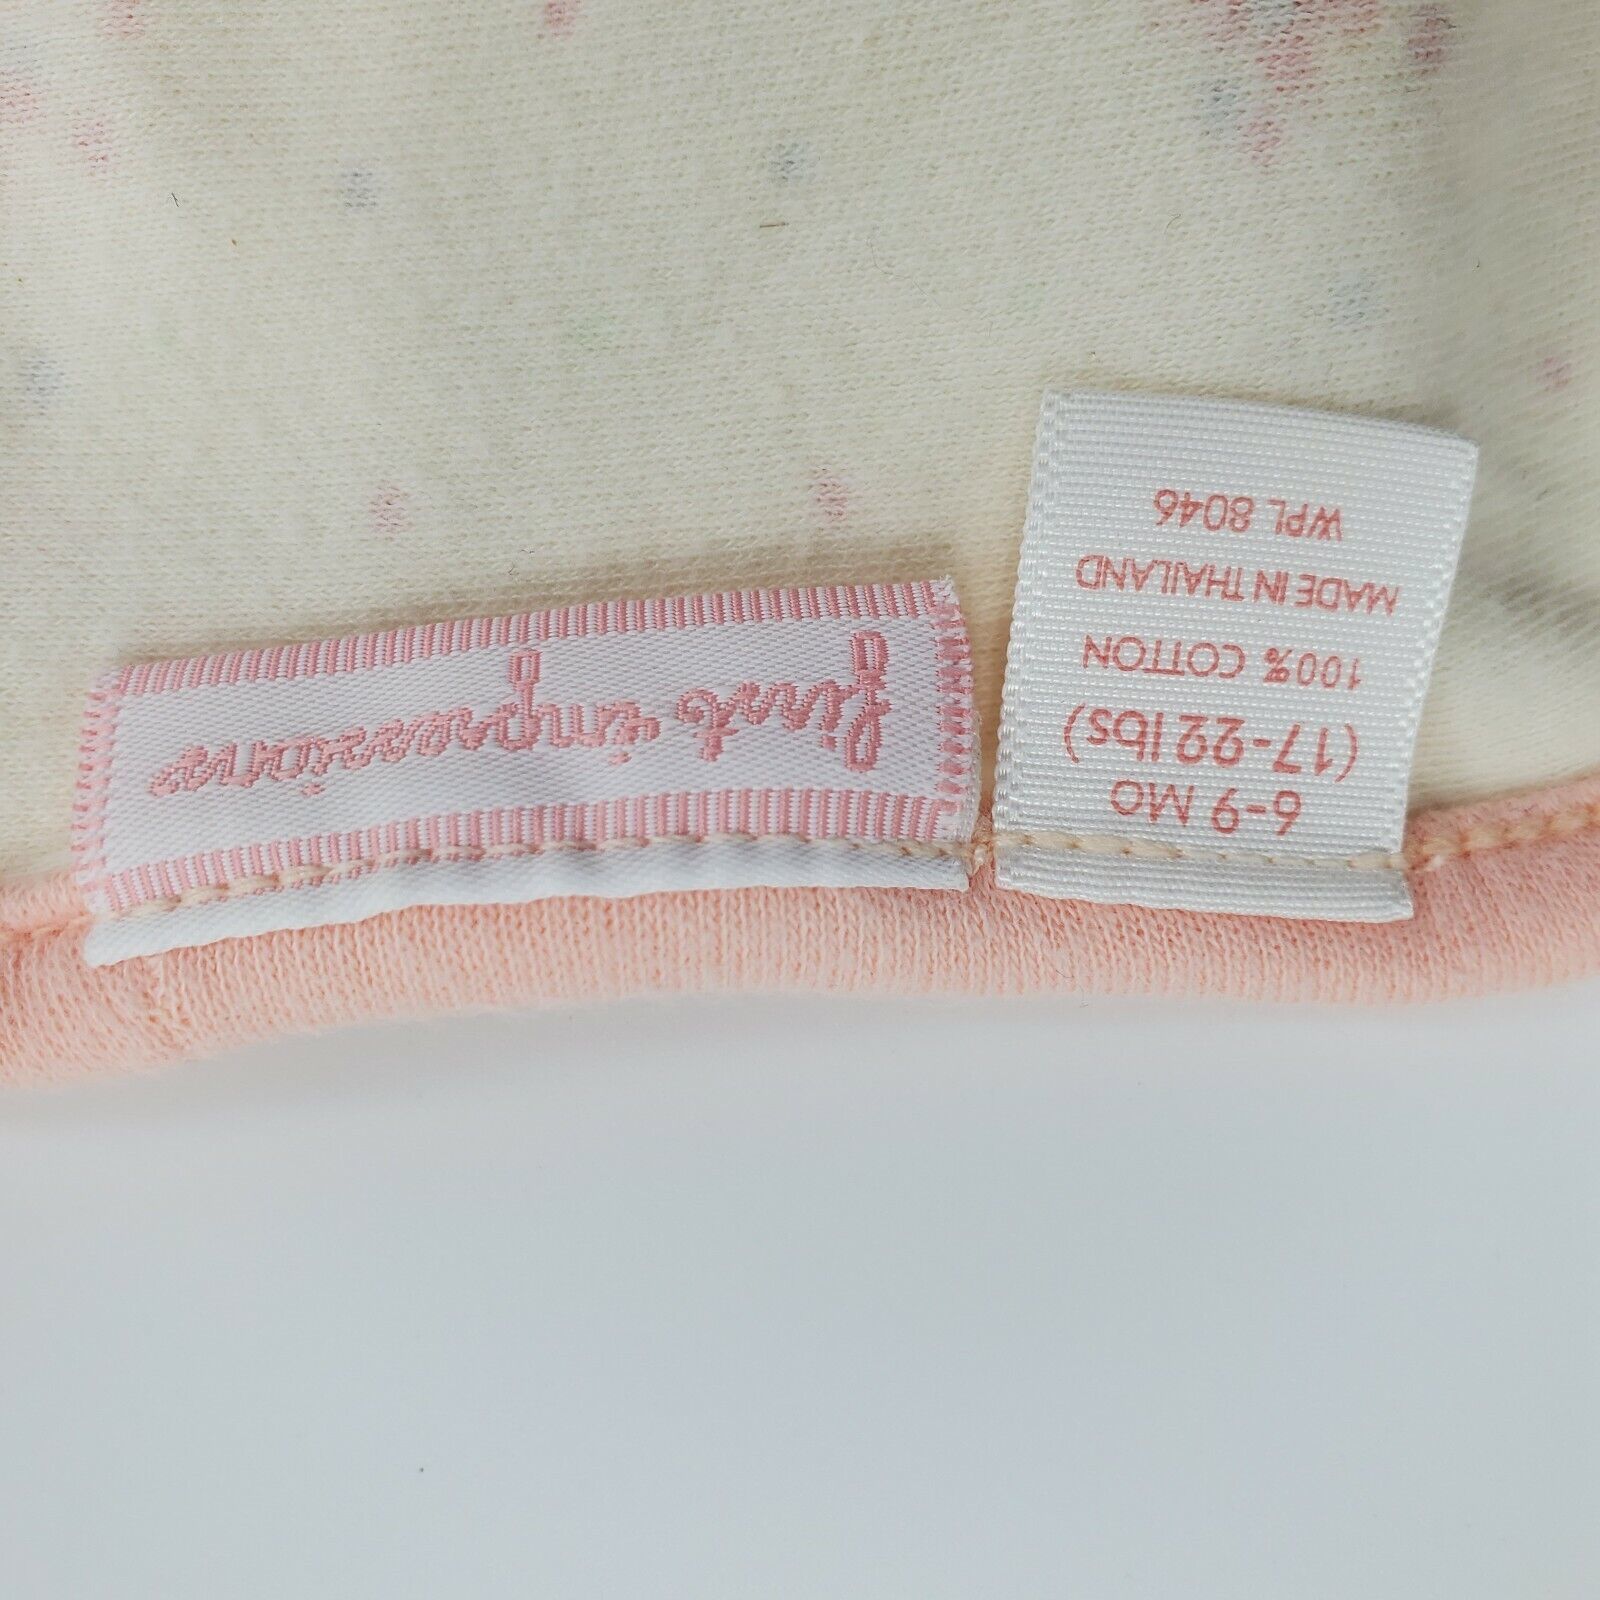 first impressions
6-9 MO
(17-22 lbs)
100% COTTON
MADE IN THAILAND
WPL 8046